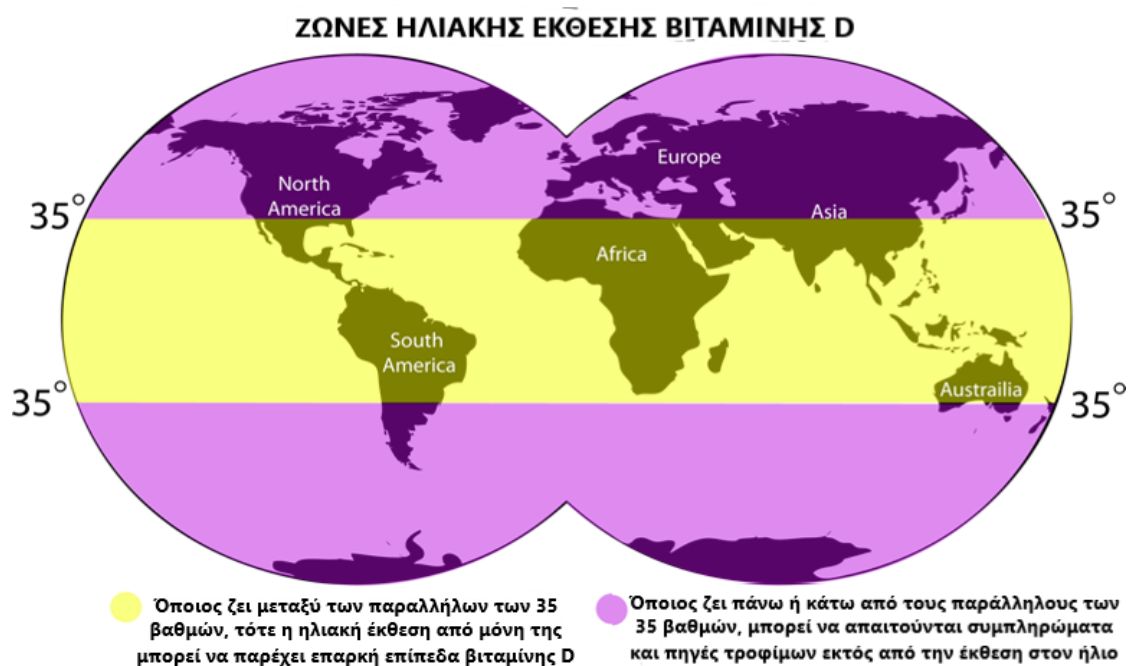 ΖΩΝΕΣ ΗΛΙΑΚΗΣ ΕΚΘΕΣΗΣ ΒΙΤΑΜΙΝΗΣ D
Europe
North
America
35°
35°
Asia
Africa
South
America
Austrailia
35°
35°
Όποιος ζει μεταξύ των παραλλήλων των 35
βαθμών, τότε η ηλιακή έκθεση από μόνη της
μπορεί να παρέχει επαρκή επίπεδα βιταμίνης D
Όποιος ζει πάνω ή κάτω από τους παράλληλους των
35 βαθμών, μπορεί να απαιτούνται συμπληρώματα
και πηγές τροφίμων εκτός από την έκθεση στον ήλιο